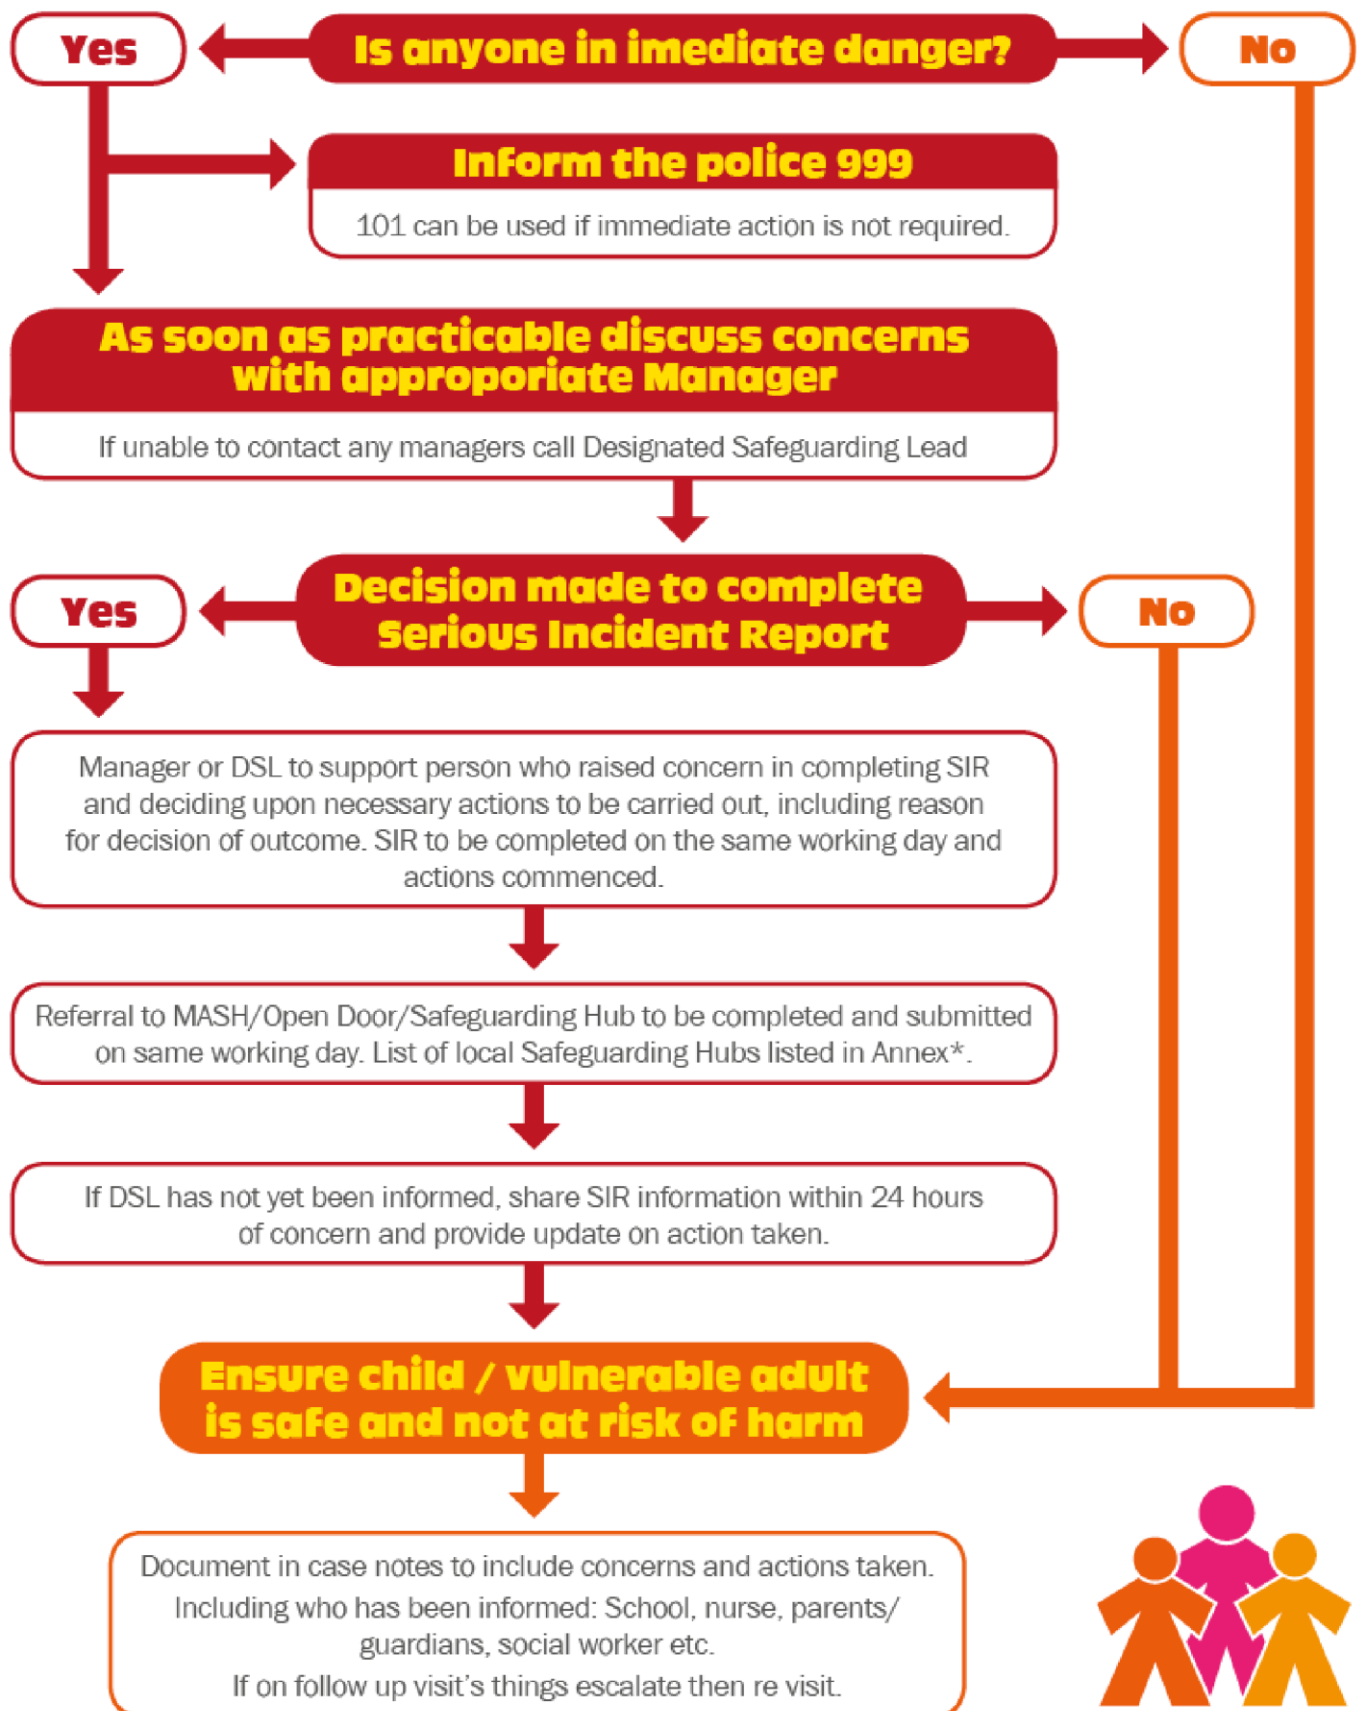 Yes
Is anyone in imediate danger?
No
Inform the police 999
101 can be used if immediate action is not required.
As soon as practicable discuss concerns
with approporiate Manager
If unable to contact any managers call Designated Safeguarding Lead
Yes
Decision made to complete
Serious Incident Report
No
Manager or DSL to support person who raised concern in completing SIR
and deciding upon necessary actions to be carried out, including reason
for decision of outcome. SIR to be completed on the same working day and
actions commenced.
Referral to MASH/Open Door/Safeguarding Hub to be completed and submitted
on same working day. List of local Safeguarding Hubs listed in Annex*.
If DSL has not yet been informed, share SIR information within 24 hours
of concern and provide update on action taken.
Ensure child / vulnerable adult
is safe and not at risk of harm
Document in case notes to include concerns and actions taken.
Including who has been informed: School, nurse, parents/
guardians, social worker etc.
If on follow up visit's things escalate then re visit.